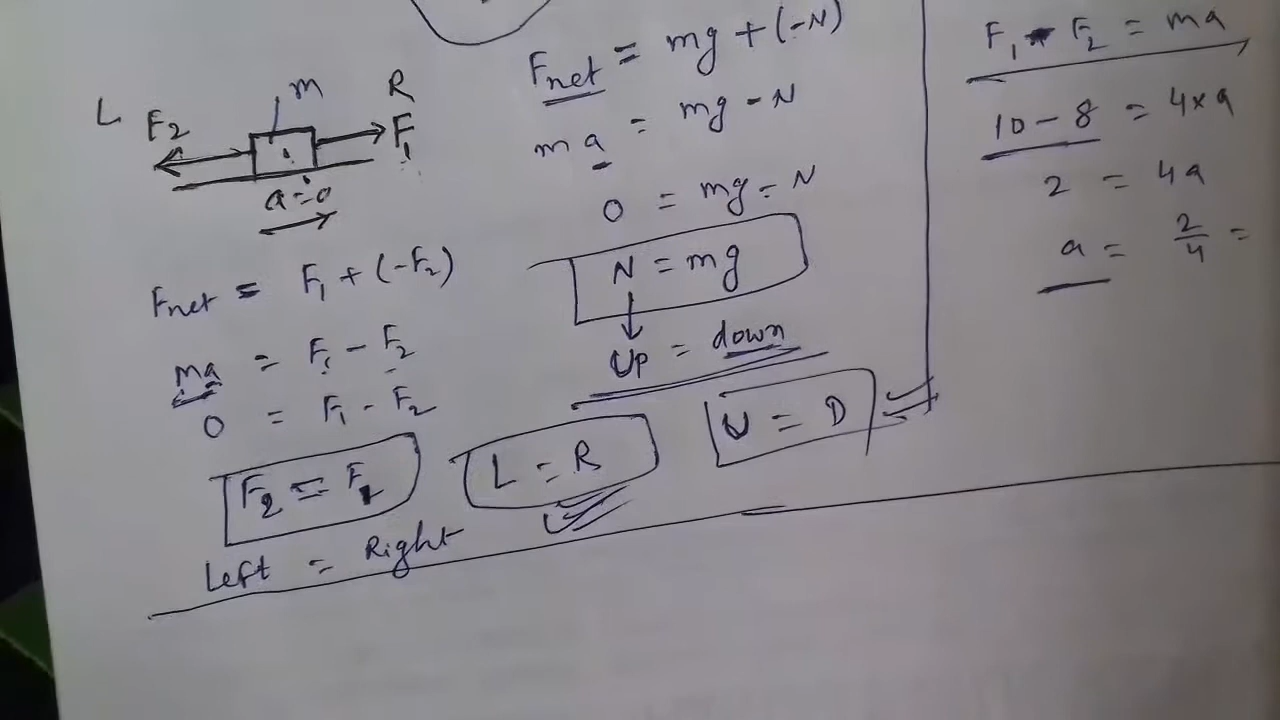 L F2 m R F1
a = 0
Fnet = F1 + (-F2)
ma = F1 - F2
0 = F1 - F2
F2 = F1
Left = Right
L = R
Fnet = mg + (-N)
ma = mg - N
0 = mg - N
N = mg
Up = down
U = D
F1 - F2 = ma
10 - 8 = 4×a
2 = 4a
a = 2/4 =